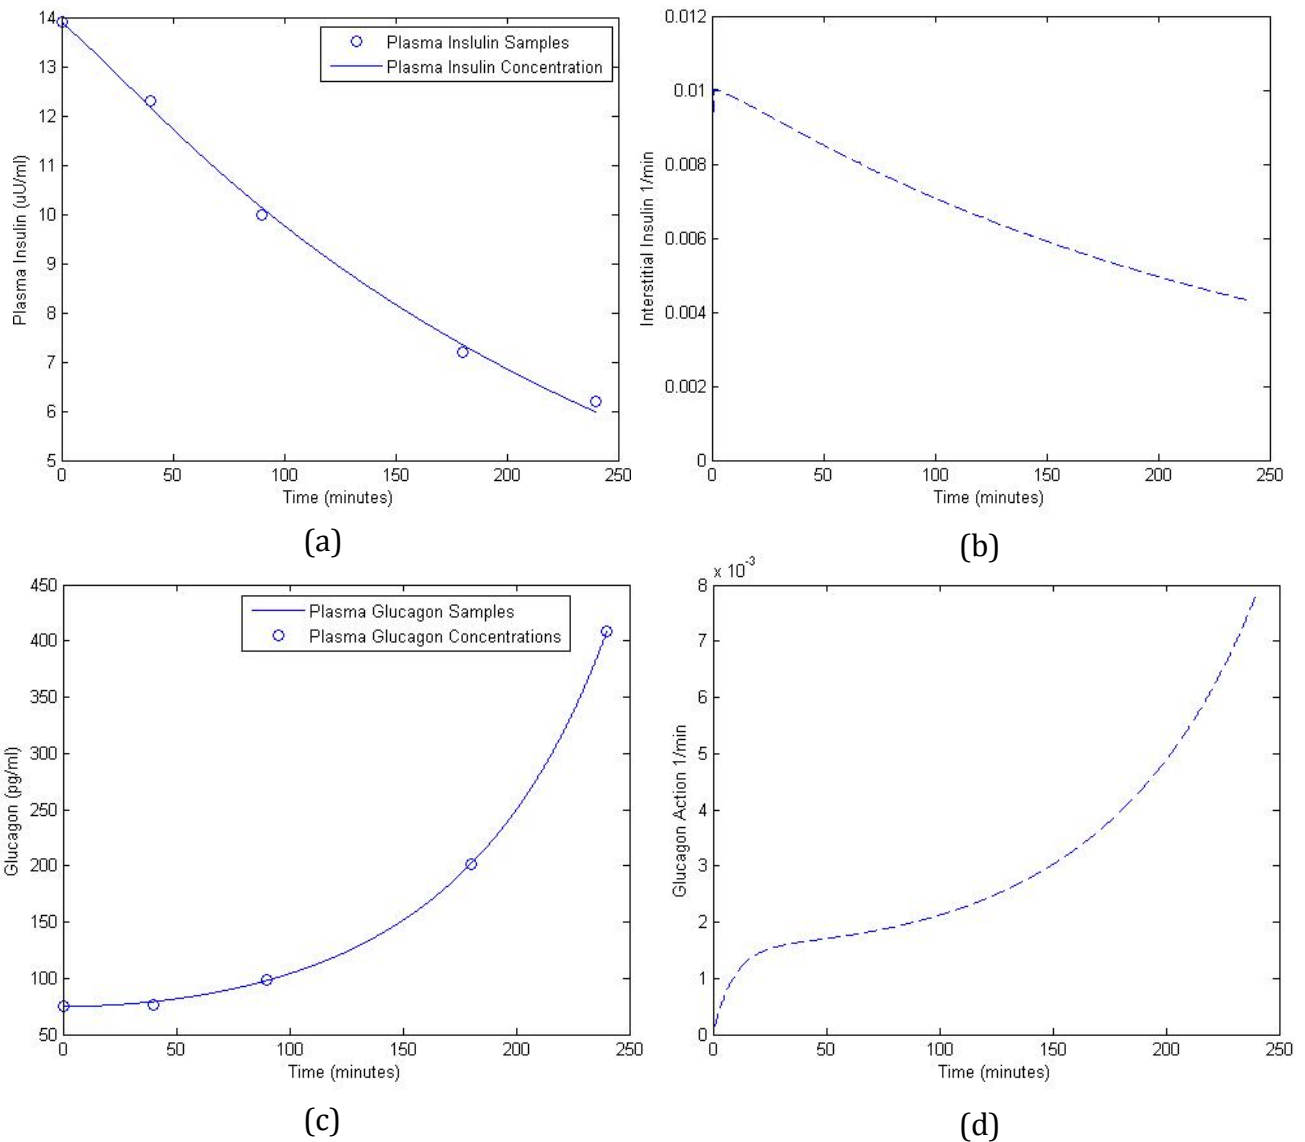 14
13
12
11
10
9
8
7
6
5
Plasma Insulin (uU/ml)
Plasma Inslulin Samples
Plasma Insulin Concentration
0 50 100 150 200 250
Time (minutes)
(a)
0.012
0.01
0.008
0.006
0.004
0.002
0
Interstitial Insulin 1/min
0 50 100 150 200 250
Time (minutes)
(b)
450
400
350
300
250
200
150
100
50
Glucagon (pg/ml)
Plasma Glucagon Samples
Plasma Glucagon Concentrations
0 50 100 150 200 250
Time (minutes)
(c)
x 10-3
8
7
6
5
4
3
2
1
0
Glucagon Action 1/min
0 50 100 150 200 250
Time (minutes)
(d)